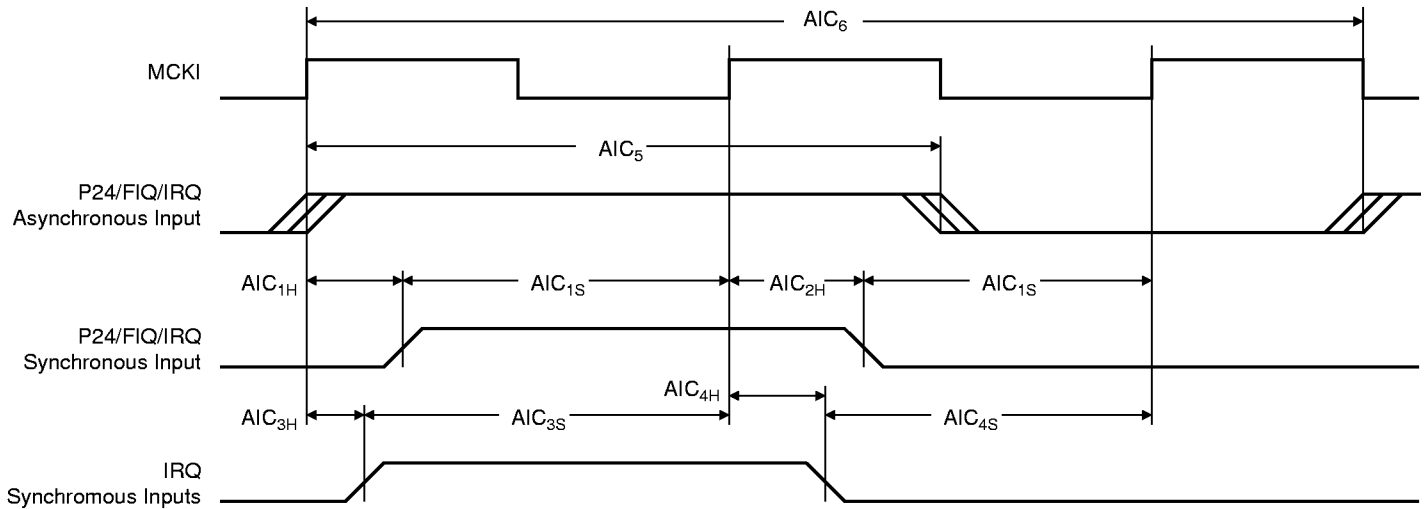 AIC6
MCKI
AIC5
P24/FIQ/IRQ
Asynchronous Input
AIC1H
AIC1S
AIC2H
AIC1S
P24/FIQ/IRQ
Synchronous Input
AIC4H
AIC3H
AIC3S
AIC4S
IRQ
Synchromous Inputs